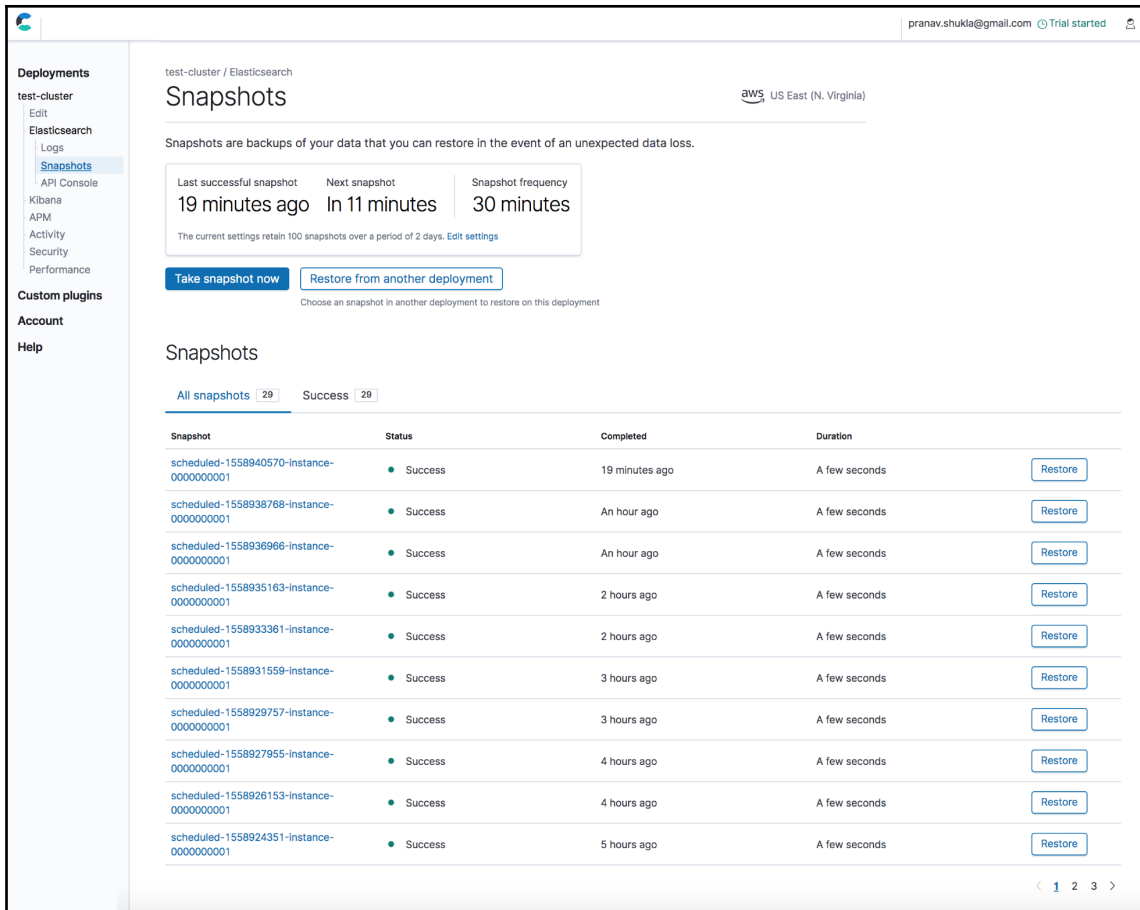 pranav.shukla@gmail.com Trial started
Deployments
test-cluster
Edit
Elasticsearch
Logs
Snapshots
API Console
Kibana
APM
Activity
Security
Performance
Custom plugins
Account
Help
test-cluster / Elasticsearch
Snapshots
aws US East (N. Virginia)
Snapshots are backups of your data that you can restore in the event of an unexpected data loss.
Last successful snapshot Next snapshot Snapshot frequency
19 minutes ago In 11 minutes 30 minutes
The current settings retain 100 snapshots over a period of 2 days. Edit settings
Take snapshot now Restore from another deployment
Choose an snapshot in another deployment to restore on this deployment
Snapshots
All snapshots 29 Success 29
Snapshot Status Completed Duration
scheduled-1558940570-instance-
0000000001 Success 19 minutes ago A few seconds Restore
scheduled-1558938768-instance-
0000000001 Success An hour ago A few seconds Restore
scheduled-1558936966-instance-
0000000001 Success An hour ago A few seconds Restore
scheduled-1558935163-instance-
0000000001 Success 2 hours ago A few seconds Restore
scheduled-1558933361-instance-
0000000001 Success 2 hours ago A few seconds Restore
scheduled-1558931559-instance-
0000000001 Success 3 hours ago A few seconds Restore
scheduled-1558929757-instance-
0000000001 Success 3 hours ago A few seconds Restore
scheduled-1558927955-instance-
0000000001 Success 4 hours ago A few seconds Restore
scheduled-1558926153-instance-
0000000001 Success 4 hours ago A few seconds Restore
scheduled-1558924351-instance-
0000000001 Success 5 hours ago A few seconds Restore
1 2 3